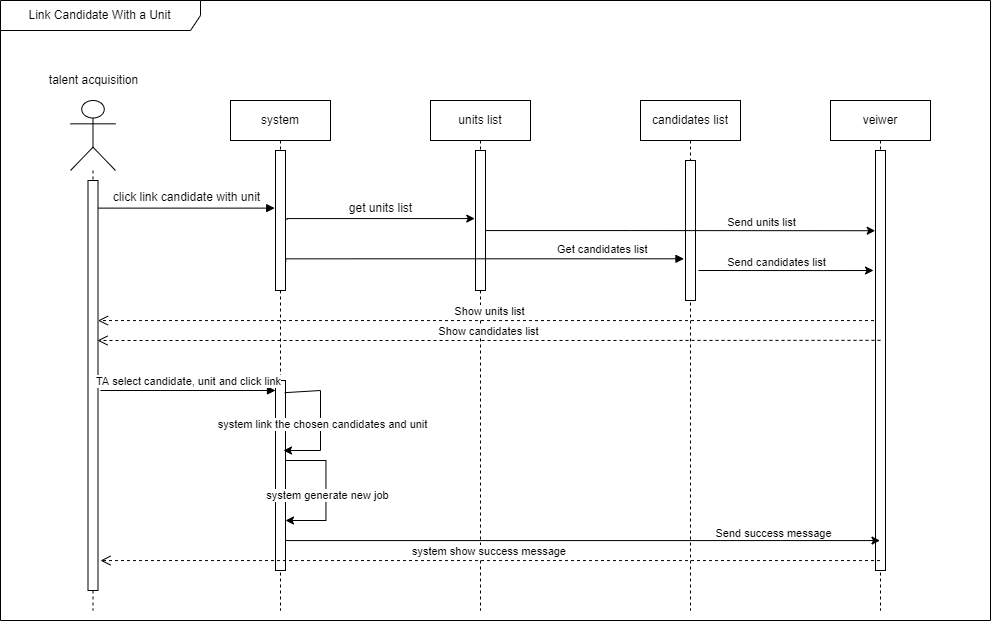 Link Candidate With a Unit
talent acquisition
system
units list
candidates list
veiwer
click link candidate with unit
get units list
Send units list
Get candidates list
Send candidates list
Show units list
Show candidates list
TA select candidate, unit and click link
system link the chosen candidates and unit
system generate new job
Send success message
system show success message